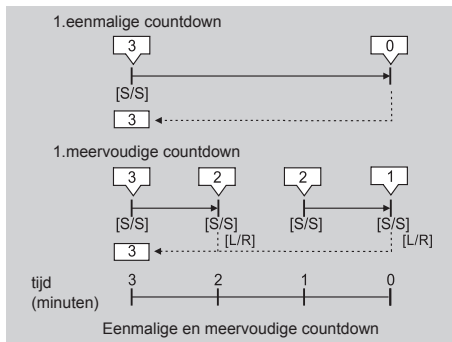 1.eenmalige countdown
3 0
[S/S]
3
1.meervoudige countdown
3 2 2 1
[S/S] [S/S] [S/S] [S/S]
[L/R] [L/R]
3
tijd 3 2 1 0
(minuten)
Eenmalige en meervoudige countdown